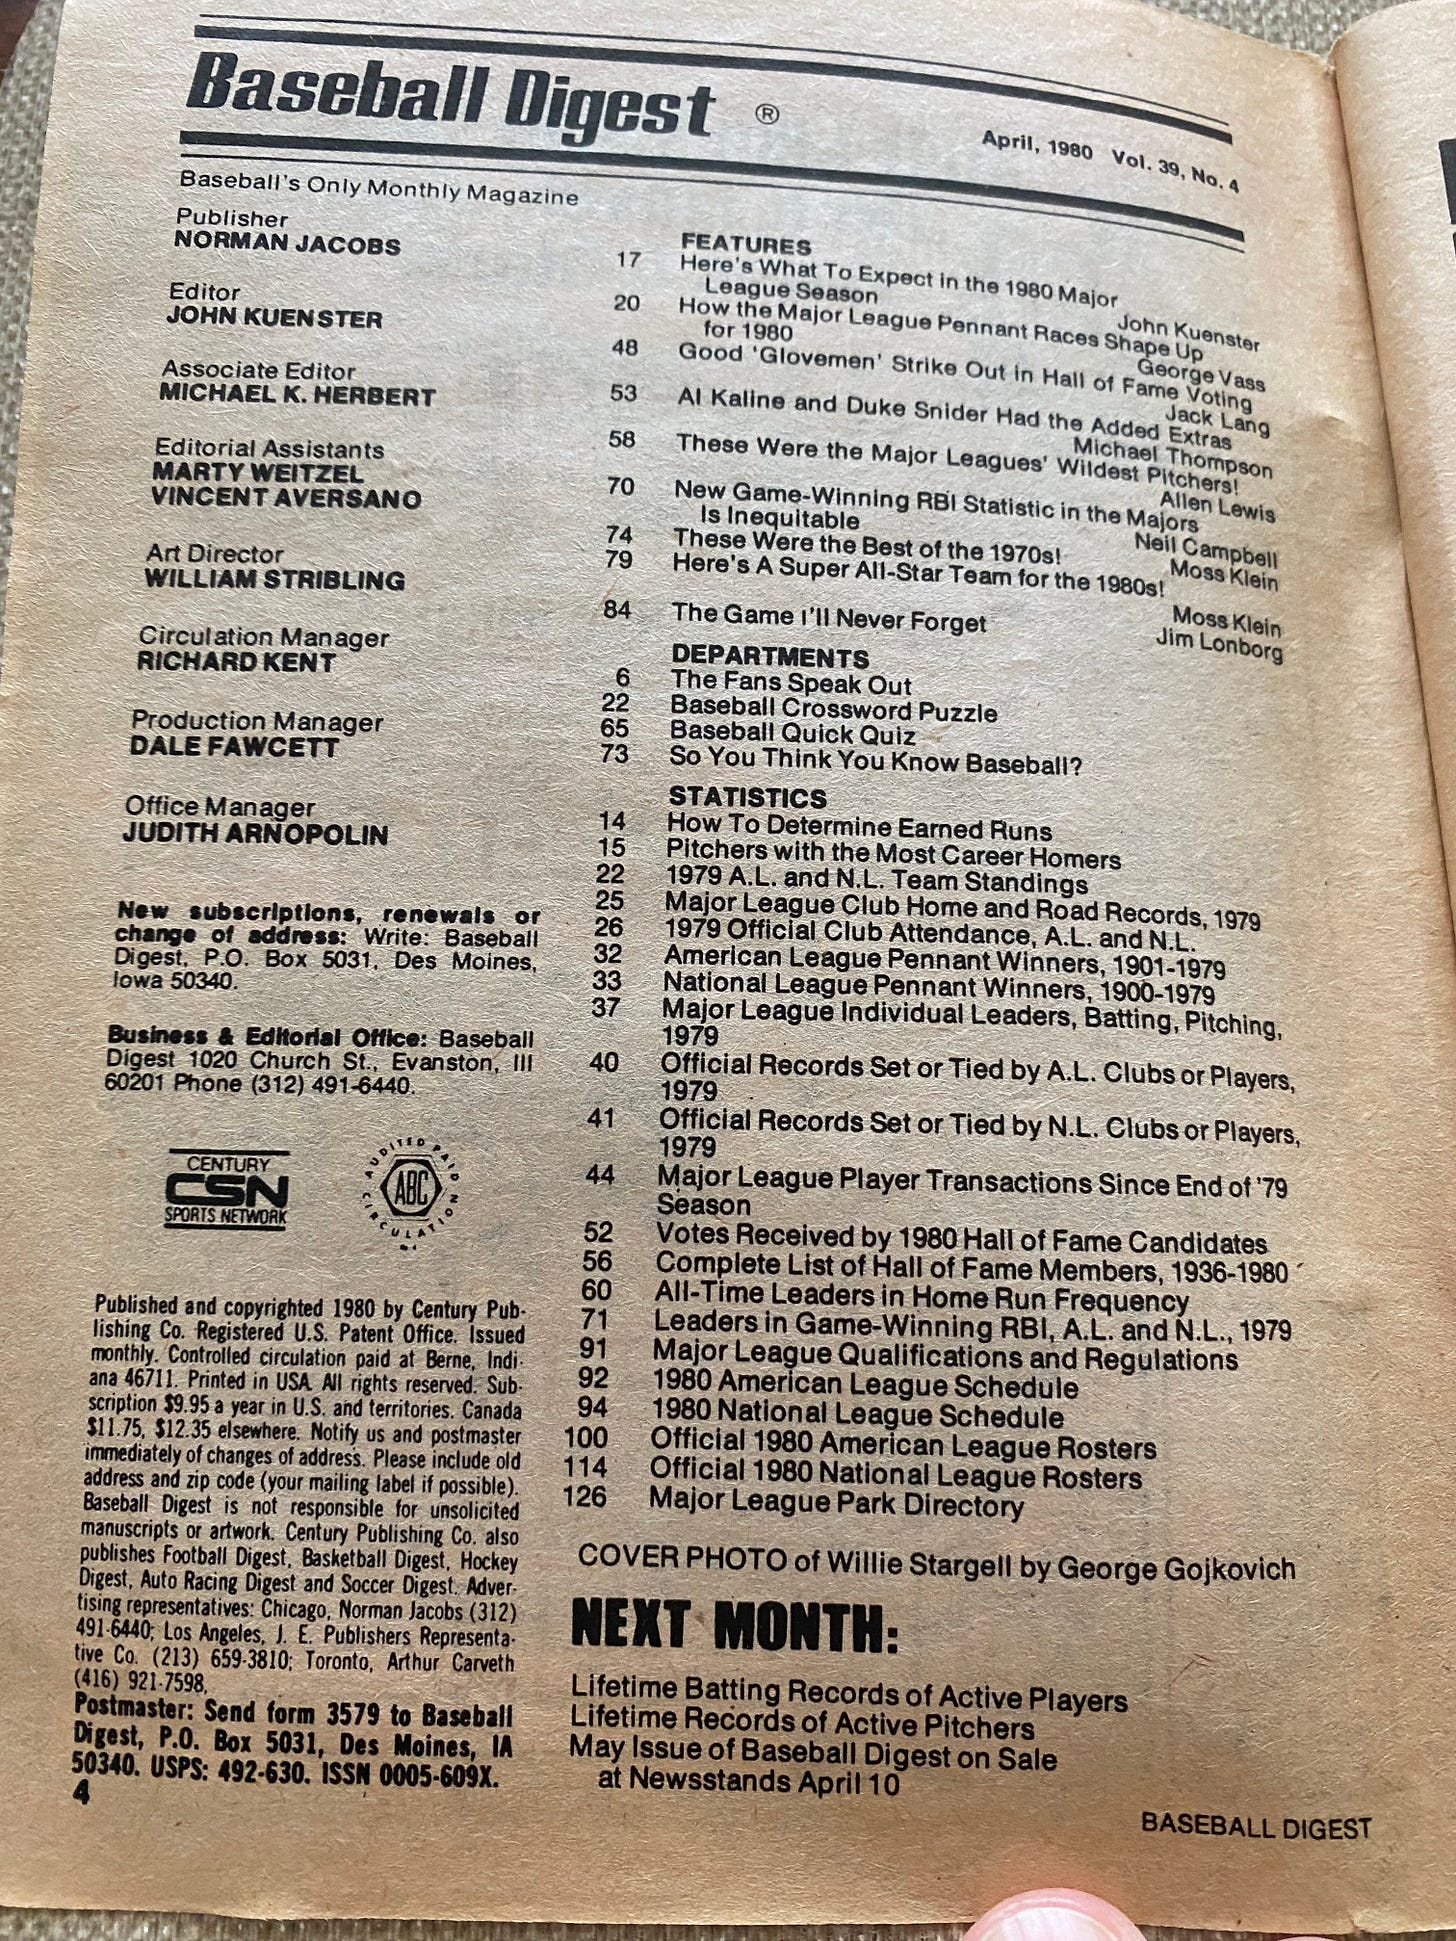 Baseball Digest ®
April, 1980 Vol. 39, No. 4
Baseball's Only Monthly Magazine
Publisher
NORMAN JACOBS
Editor
JOHN KUENSTER
Associate Editor
MICHAEL K. HERBERT
Editorial Assistants
MARTY WEITZEL
VINCENT AVERSANO
Art Director
WILLIAM STRIBLING
Circulation Manager
RICHARD KENT
Production Manager
DALE FAWCETT
Office Manager
JUDITH ARNOPOLIN
New subscriptions, renewals or
change of address: Write: Baseball
Digest, P.O. Box 5031, Des Moines,
Iowa 50340.
Business & Editorial Office: Baseball
Digest 1020 Church St., Evanston, Ill
60201 Phone (312) 491-6440.
CENTURY
CSN
SPORTS NETWORK
AUDITED PAID CIRCULATION
ABC
Published and copyrighted 1980 by Century Pub-
lishing Co. Registered U.S. Patent Office. Issued
monthly. Controlled circulation paid at Berne, Indi-
ana 46711. Printed in USA. All rights reserved. Sub-
scription $9.95 a year in U.S. and territories. Canada
$11.75, $12.35 elsewhere. Notify us and postmaster
immediately of changes of address. Please include old
address and zip code (your mailing label if possible).
Baseball Digest is not responsible for unsolicited
manuscripts or artwork. Century Publishing Co. also
publishes Football Digest, Basketball Digest, Hockey
Digest, Auto Racing Digest and Soccer Digest. Adver-
tising representatives: Chicago, Norman Jacobs (312)
491-6440; Los Angeles, J. E. Publishers Representa-
tive Co. (213) 659-3810; Toronto, Arthur Carveth
(416) 921-7598.
Postmaster: Send form 3579 to Baseball
Digest, P.O. Box 5031, Des Moines, IA
50340. USPS: 492-630. ISSN 0005-609X.
4
FEATURES
17 Here's What To Expect in the 1980 Major
League Season
John Kuenster
20 How the Major League Pennant Races Shape Up
for 1980
George Vass
48 Good 'Glovemen' Strike Out in Hall of Fame Voting
Jack Lang
53 Al Kaline and Duke Snider Had the Added Extras
Michael Thompson
58 These Were the Major Leagues' Wildest Pitchers!
Allen Lewis
70 New Game-Winning RBI Statistic in the Majors
Is Inequitable
Neil Campbell
74 These Were the Best of the 1970s!
Moss Klein
79 Here's A Super All-Star Team for the 1980s!
Moss Klein
84 The Game I'll Never Forget
Jim Lonborg
DEPARTMENTS
6 The Fans Speak Out
22 Baseball Crossword Puzzle
65 Baseball Quick Quiz
73 So You Think You Know Baseball?
STATISTICS
14 How To Determine Earned Runs
15 Pitchers with the Most Career Homers
22 1979 A.L. and N.L. Team Standings
25 Major League Club Home and Road Records, 1979
26 1979 Official Club Attendance, A.L. and N.L.
32 American League Pennant Winners, 1901-1979
33 National League Pennant Winners, 1900-1979
37 Major League Individual Leaders, Batting, Pitching,
1979
40 Official Records Set or Tied by A.L. Clubs or Players,
1979
41 Official Records Set or Tied by N.L. Clubs or Players,
1979
44 Major League Player Transactions Since End of '79
Season
52 Votes Received by 1980 Hall of Fame Candidates
56 Complete List of Hall of Fame Members, 1936-1980
60 All-Time Leaders in Home Run Frequency
71 Leaders in Game-Winning RBI, A.L. and N.L., 1979
91 Major League Qualifications and Regulations
92 1980 American League Schedule
94 1980 National League Schedule
100 Official 1980 American League Rosters
114 Official 1980 National League Rosters
126 Major League Park Directory
COVER PHOTO of Willie Stargell by George Gojkovich
NEXT MONTH:
Lifetime Batting Records of Active Players
Lifetime Records of Active Pitchers
May Issue of Baseball Digest on Sale
at Newsstands April 10
BASEBALL DIGEST